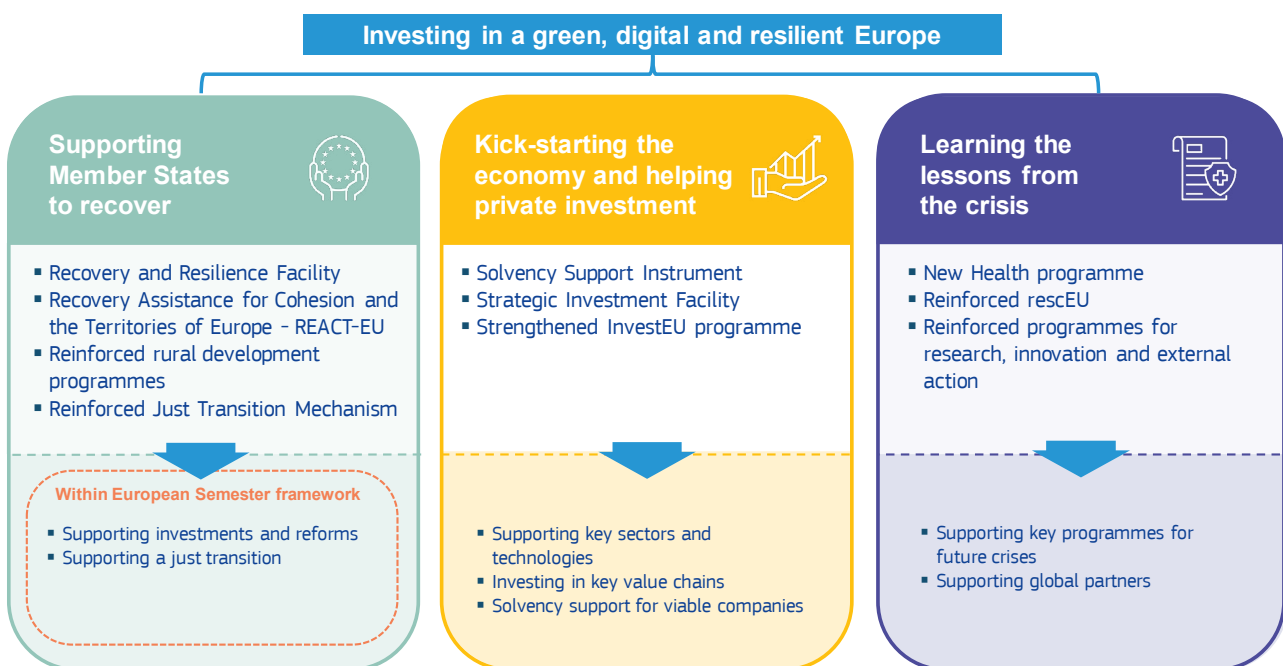 Investing in a green, digital and resilient Europe
Supporting
Member States
to recover
▪ Recovery and Resilience Facility
▪ Recovery Assistance for Cohesion and
the Territories of Europe - REACT-EU
▪ Reinforced rural development
programmes
▪ Reinforced Just Transition Mechanism
Within European Semester framework
▪ Supporting investments and reforms
▪ Supporting a just transition
Kick-starting the
economy and helping
private investment
▪ Solvency Support Instrument
▪ Strategic Investment Facility
▪ Strengthened InvestEU programme
▪ Supporting key sectors and
technologies
▪ Investing in key value chains
▪ Solvency support for viable companies
Learning the
lessons from
the crisis
▪ New Health programme
▪ Reinforced rescEU
▪ Reinforced programmes for
research, innovation and external
action
▪ Supporting key programmes for
future crises
▪ Supporting global partners